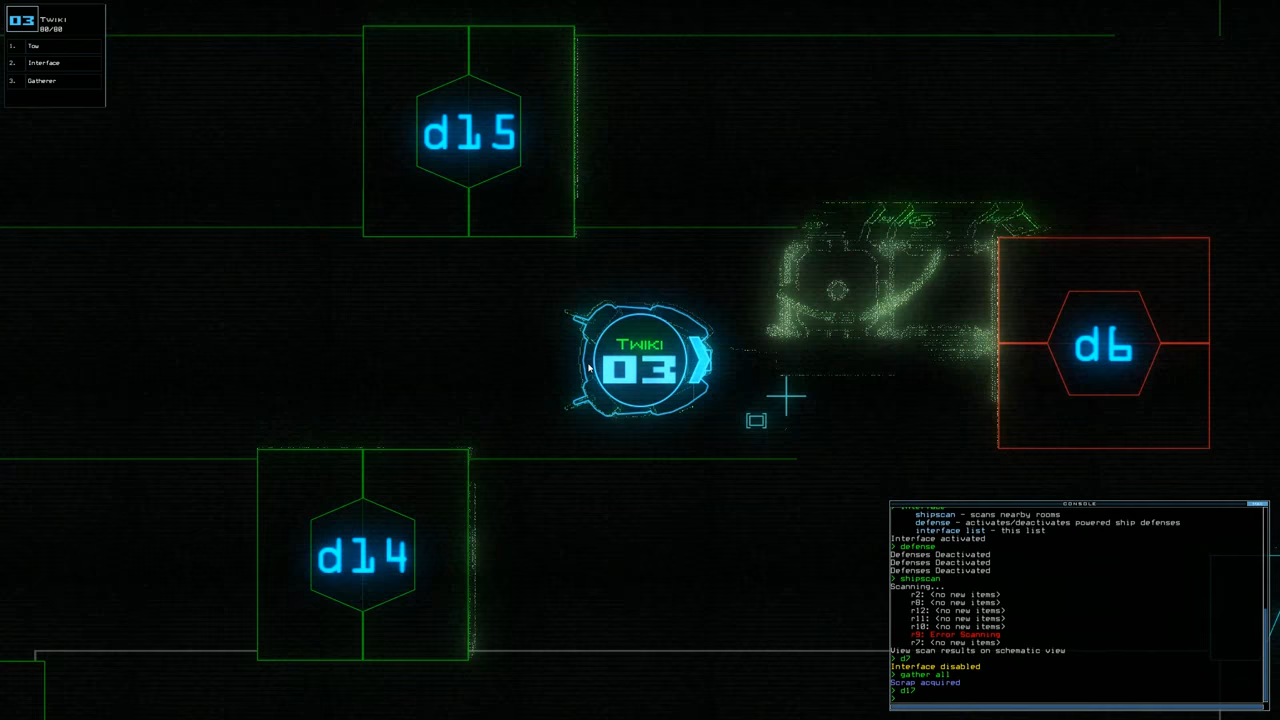 03 Twiki
80/80
1. Tow
2. Interface
3. Gatherer
d15
Twiki
03
d6
d14
CONSOLE
shipscan - scans nearby rooms
defense - activates/deactivates powered ship defenses
interface list - this list
Interface activated
> defense
Defenses Deactivated
Defenses Deactivated
Defenses Deactivated
> shipscan
Scanning...
r2: <no new items>
r8: <no new items>
r12: <no new items>
r11: <no new items>
r10: <no new items>
r9: Error Scanning
r7: <no new items>
View scan results on schematic view
> d7
Interface disabled
> gather all
Scrap acquired
> d17
>